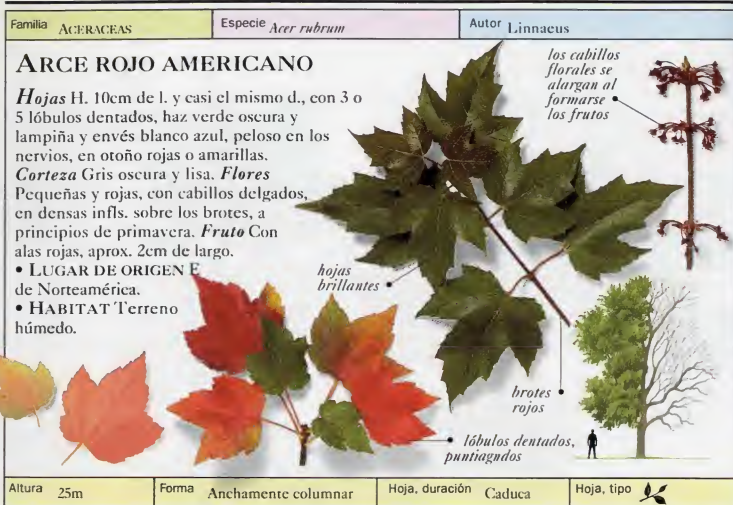 Familia ACERACEAS
Especie Acer rubrum
Autor Linnaeus
ARCE ROJO AMERICANO
Hojas H. 10cm de l. y casi el mismo d., con 3 o
5 lóbulos dentados, haz verde oscura y
lampiña y envés blanco azul, peloso en los
nervios, en otoño rojas o amarillas.
Corteza Gris oscura y lisa. Flores
Pequeñas y rojas, con cabillos delgados,
en densas infls. sobre los brotes, a
principios de primavera. Fruto Con
alas rojas, aprox. 2cm de largo.
• LUGAR DE ORIGEN E
de Norteamérica.
• HABITAT Terreno
húmedo.
los cabillos
florales se
alargan al
formarse
los frutos
hojas
brillantes
brotes
rojos
lóbulos dentados,
puntiagudos
Altura 25m
Forma Anchamente columnar
Hoja, duración Caduca
Hoja, tipo